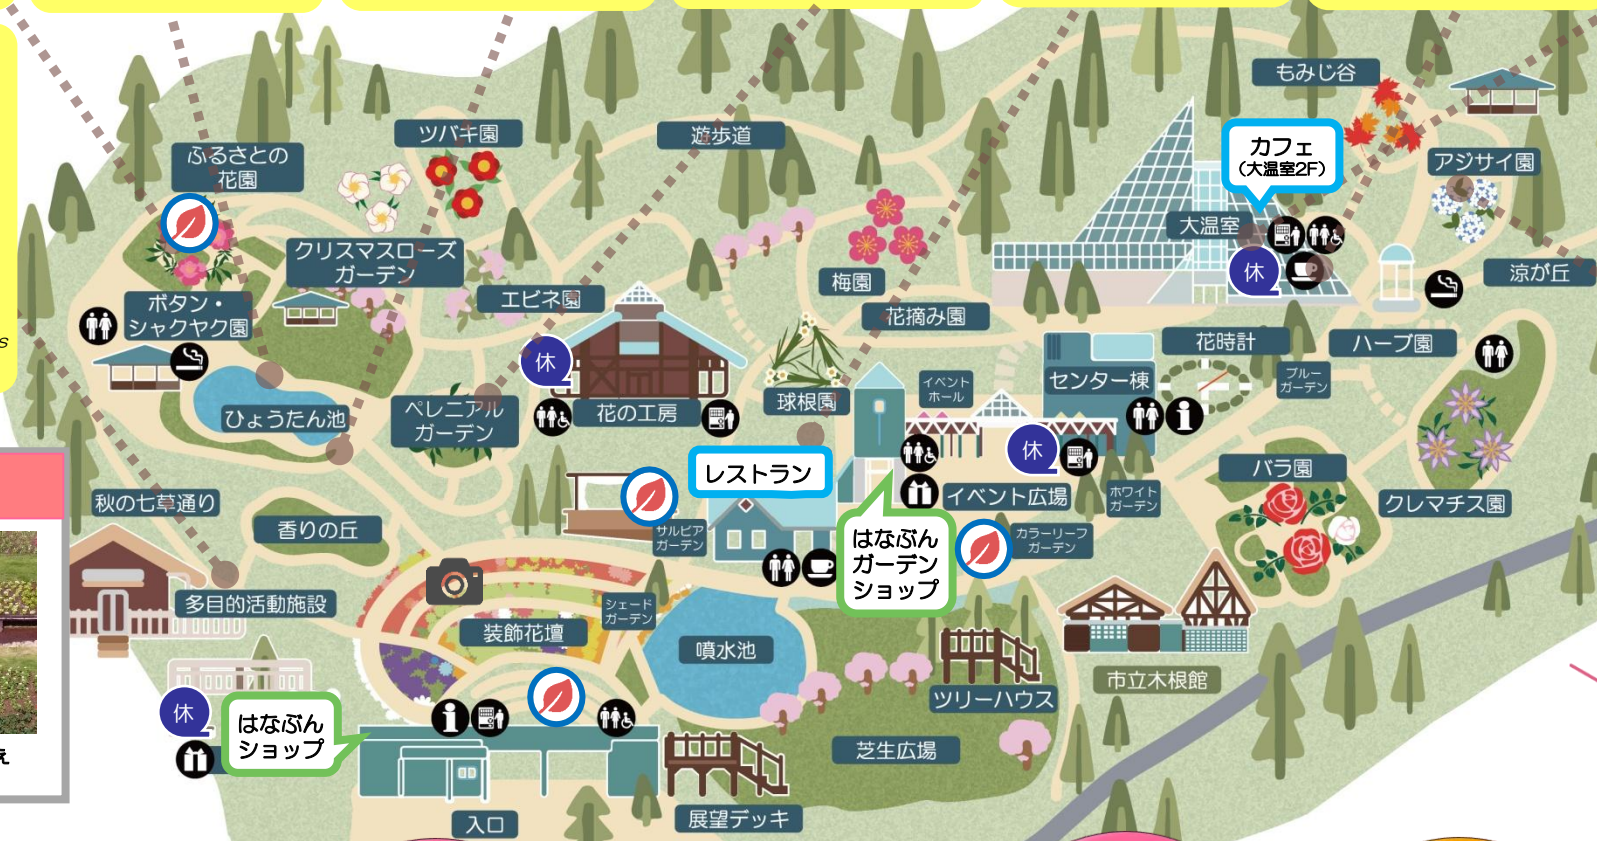 もみじ谷
ツバキ園
遊歩道
カフェ
(大温室2F)
アジサイ園
ふるさとの
花園
大温室
クリスマスローズ
ガーデン
休
涼が丘
梅園
エビネ園
ボタン・
シャクヤク園
花摘み園
s
花時計
ハーブ園
休
センター棟
ブルー
ガーデン
イベント
ホール
球根園
ペレニアル
ガーデン
花の工房
ひょうたん池
i
休
バラ園
レストラン
イベント広場
ホワイト
ガーデン
クレマチス園
秋の七草通り
香りの丘
サルビア
ガーデン
はなぶん
ガーデン
ショップ
カラーリーフ
ガーデン
多目的活動施設
シェード
ガーデン
装飾花壇
噴水池
市立木根館
ツリーハウス
休
はなぶん
ショップ
i
芝生広場
え
展望デッキ
入口